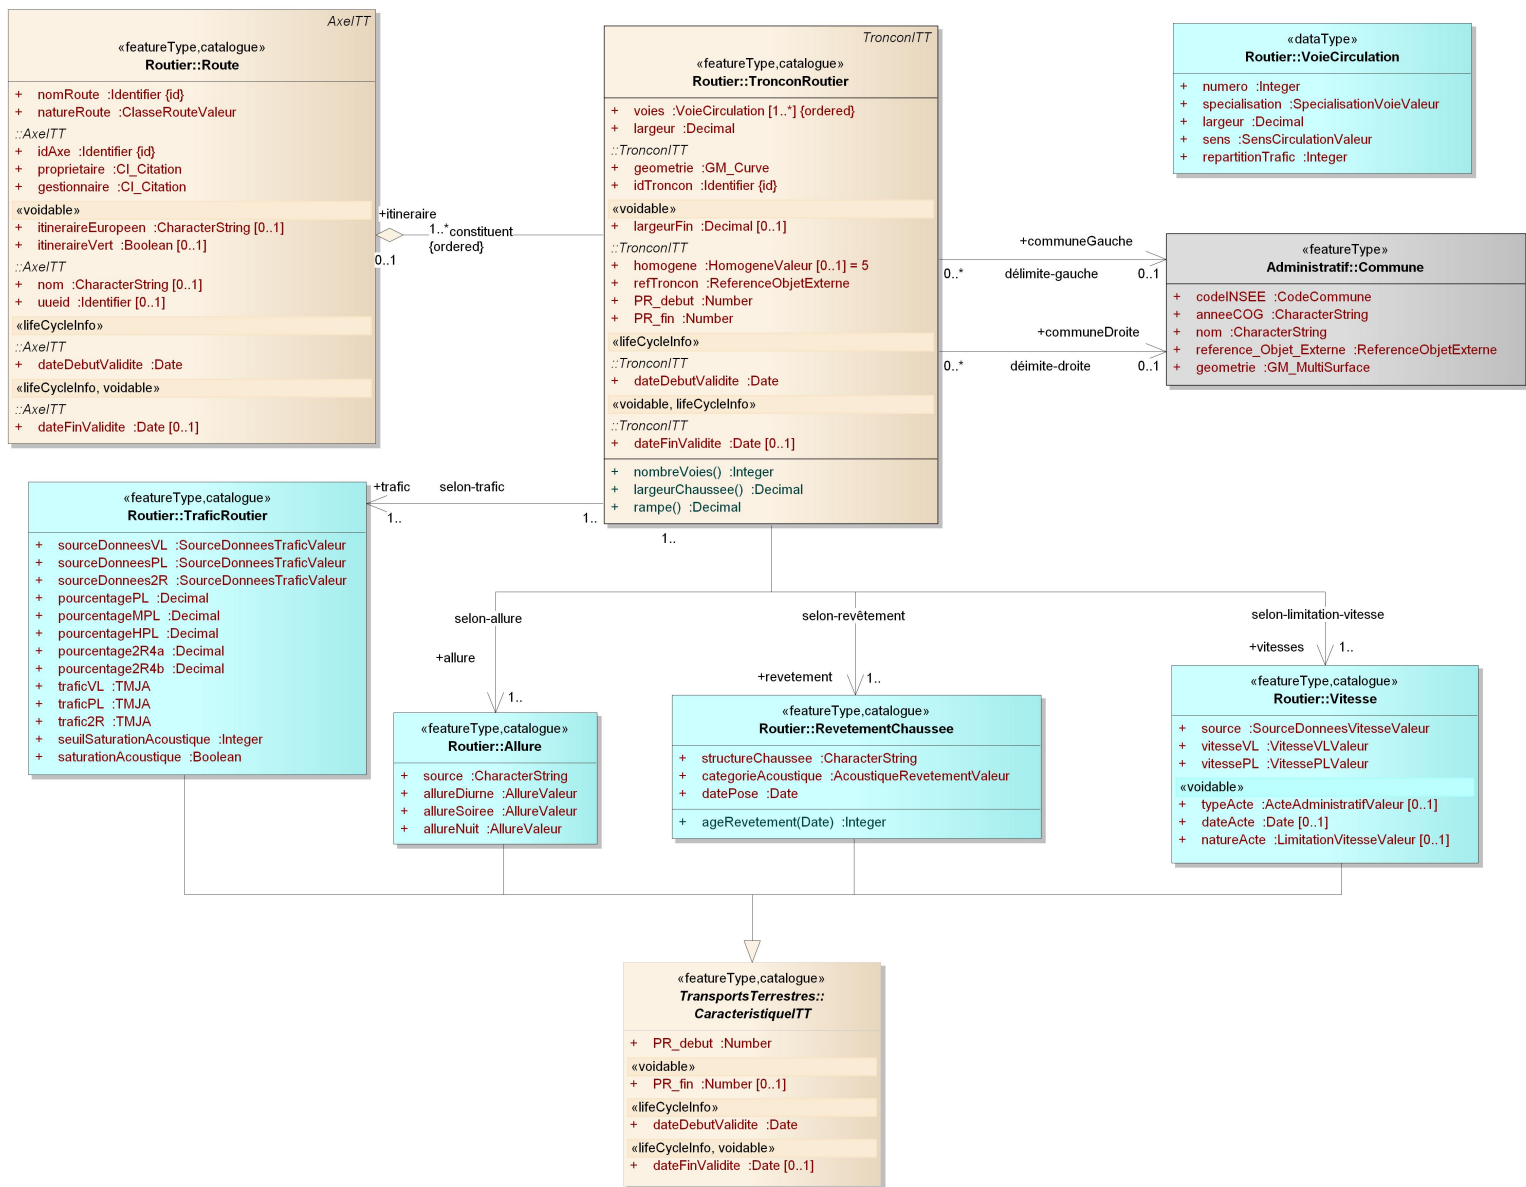 AxeITT
«featureType,catalogue»
Routier::Route
+ nomRoute :Identifier {id}
+ natureRoute :ClasseRouteValeur
::AxeITT
+ idAxe :Identifier {id}
+ proprietaire :CI_Citation
+ gestionnaire :CI_Citation
«voidable»
+ itineraireEuropeen :CharacterString [0..1]
+ itineraireVert :Boolean [0..1]
::AxeITT
+ nom :CharacterString [0..1]
+ uueid :Identifier [0..1]
«lifeCycleInfo»
::AxeITT
+ dateDebutValidite :Date
«lifeCycleInfo, voidable»
::AxeITT
+ dateFinValidite :Date [0..1]
+itineraire
1..*
constituent
{ordered}
0..1
TronconITT
«featureType,catalogue»
Routier::TronconRoutier
+ voies :VoieCirculation [1..*] {ordered}
+ largeur :Decimal
::TronconITT
+ geometrie :GM_Curve
+ idTroncon :Identifier {id}
«voidable»
+ largeurFin :Decimal [0..1]
::TronconITT
+ homogene :HomogeneValeur [0..1] = 5
+ refTroncon :ReferenceObjetExterne
+ PR_debut :Number
+ PR_fin :Number
«lifeCycleInfo»
::TronconITT
+ dateDebutValidite :Date
«voidable, lifeCycleInfo»
::TronconITT
+ dateFinValidite :Date [0..1]
+ nombreVoies() :Integer
+ largeurChaussee() :Decimal
+ rampe() :Decimal
«dataType»
Routier::VoieCirculation
+ numero :Integer
+ specialisation :SpecialisationVoieValeur
+ largeur :Decimal
+ sens :SensCirculationValeur
+ repartitionTrafic :Integer
+communeGauche
0..* délimite-gauche 0..1
+communeDroite
0..* déimite-droite 0..1
«featureType»
Administratif::Commune
+ codeINSEE :CodeCommune
+ anneeCOG :CharacterString
+ nom :CharacterString
+ reference_Objet_Externe :ReferenceObjetExterne
+ geometrie :GM_MultiSurface
+trafic selon-trafic
1.. 1..
1..
«featureType,catalogue»
Routier::TraficRoutier
+ sourceDonneesVL :SourceDonneesTraficValeur
+ sourceDonneesPL :SourceDonneesTraficValeur
+ sourceDonnees2R :SourceDonneesTraficValeur
+ pourcentagePL :Decimal
+ pourcentageMPL :Decimal
+ pourcentageHPL :Decimal
+ pourcentage2R4a :Decimal
+ pourcentage2R4b :Decimal
+ traficVL :TMJA
+ traficPL :TMJA
+ trafic2R :TMJA
+ seuilSaturationAcoustique :Integer
+ saturationAcoustique :Boolean
selon-allure
+allure
1..
«featureType,catalogue»
Routier::Allure
+ source :CharacterString
+ allureDiurne :AllureValeur
+ allureSoiree :AllureValeur
+ allureNuit :AllureValeur
selon-revêtement
+revetement 1..
«featureType,catalogue»
Routier::RevetementChaussee
+ structureChaussee :CharacterString
+ categorieAcoustique :AcoustiqueRevetementValeur
+ datePose :Date
+ ageRevetement(Date) :Integer
selon-limitation-vitesse
+vitesses 1..
«featureType,catalogue»
Routier::Vitesse
+ source :SourceDonneesVitesseValeur
+ vitesseVL :VitesseVLValeur
+ vitessePL :VitessePLValeur
«voidable»
+ typeActe :ActeAdministratifValeur [0..1]
+ dateActe :Date [0..1]
+ natureActe :LimitationVitesseValeur [0..1]
«featureType,catalogue»
TransportsTerrestres::
CaracteristiqueITT
+ PR_debut :Number
«voidable»
+ PR_fin :Number [0..1]
«lifeCycleInfo»
+ dateDebutValidite :Date
«lifeCycleInfo, voidable»
+ dateFinValidite :Date [0..1]